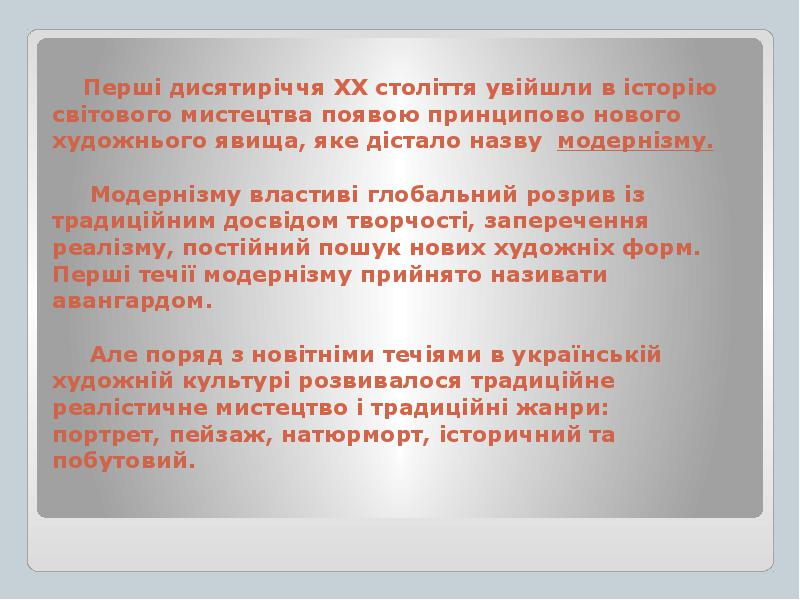 Перші дисятиріччя ХХ століття увійшли в історію
світового мистецтва появою принципово нового
художнього явища, яке дістало назву модернізму.
Модернізму властиві глобальний розрив із
традиційним досвідом творчості, заперечення
реалізму, постійний пошук нових художніх форм.
Перші течії модернізму прийнято називати
авангардом.
Але поряд з новітніми течіями в українській
художній культурі розвивалося традиційне
реалістичне мистецтво і традиційні жанри:
портрет, пейзаж, натюрморт, історичний та
побутовий.